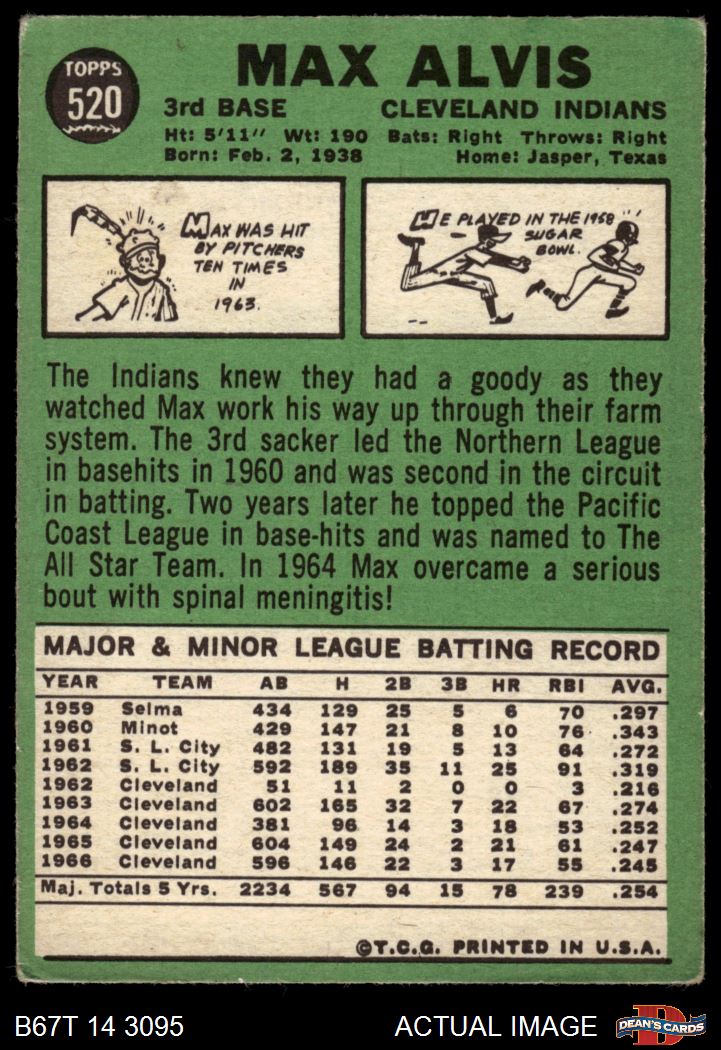 TOPPS
520
MAX ALVIS
3rd BASE CLEVELAND INDIANS
Ht: 5'11" Wt: 190 Bats: Right Throws: Right
Born: Feb. 2, 1938 Home: Jasper, Texas
MAX WAS HIT
BY PITCHERS
TEN TIMES
IN
1963.
HE PLAYED IN THE 1958
SUGAR
BOWL.
The Indians knew they had a goody as they
watched Max work his way up through their farm
system. The 3rd sacker led the Northern League
in basehits in 1960 and was second in the circuit
in batting. Two years later he topped the Pacific
Coast League in base-hits and was named to The
All Star Team. In 1964 Max overcame a serious
bout with spinal meningitis!
MAJOR & MINOR LEAGUE BATTING RECORD
YEAR TEAM AB H 2B 3B HR RBI AVG.
1959 Selma 434 129 25 5 6 70 .297
1960 Minot 429 147 21 8 10 76 .343
1961 S. L. City 482 131 19 5 13 64 .272
1962 S. L. City 592 189 35 11 25 91 .319
1962 Cleveland 51 11 2 0 0 3 .216
1963 Cleveland 602 165 32 7 22 67 .274
1964 Cleveland 381 96 14 3 18 53 .252
1965 Cleveland 604 149 24 2 21 61 .247
1966 Cleveland 596 146 22 3 17 55 .245
Maj. Totals 5 Yrs. 2234 567 94 15 78 239 .254
©T.C.G. PRINTED IN U.S.A.
B67T 14 3095 ACTUAL IMAGE
D
DEAN'S CARDS